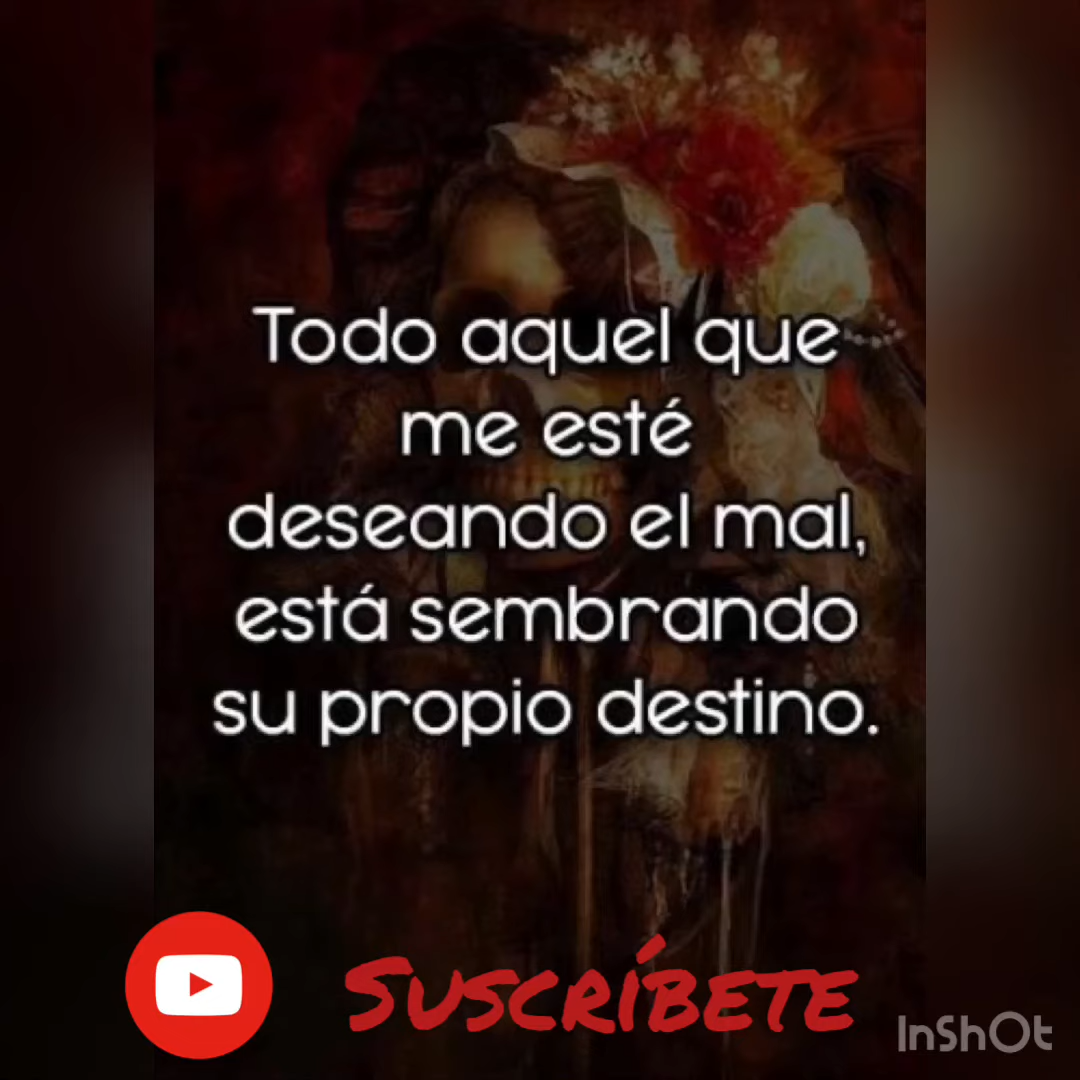 Todo aquel que
me esté
deseando el mal,
está sembrando
su propio destino.
SUSCRÍBETE
InShOt